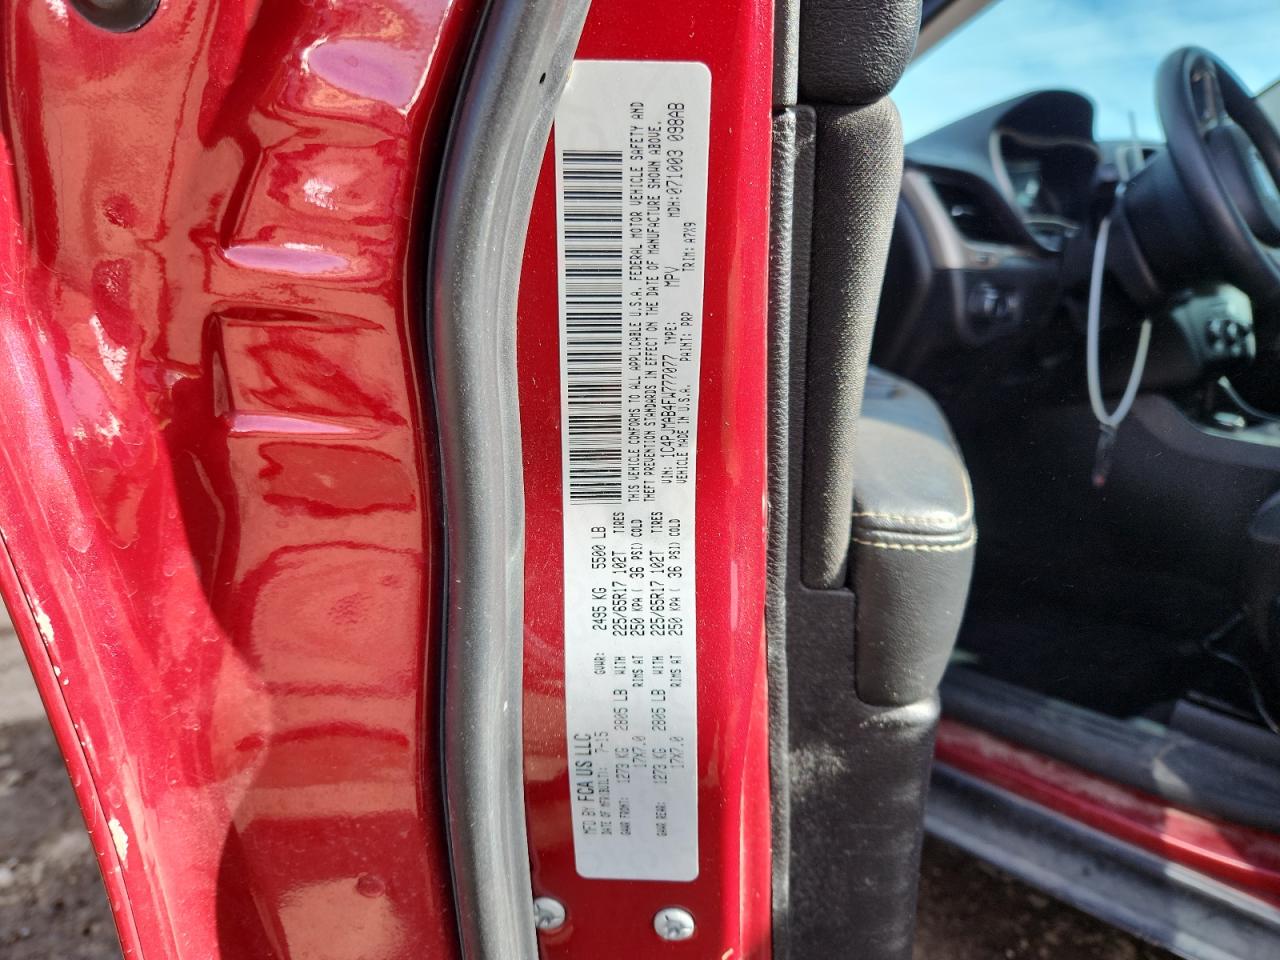 MFD BY FCA US LLC
DATE OF MFR(BUILT): 7-15 GVWR: 2495 KG 5500 LB
GAWR FRONT: 1273 KG 2805 LB WITH 225/65R17 102T TIRES
17X7.0 RIMS AT 250 KPA ( 36 PSI) COLD
GAWR REAR: 1273 KG 2805 LB WITH 225/65R17 102T TIRES
17X7.0 RIMS AT 250 KPA ( 36 PSI) COLD
THIS VEHICLE CONFORMS TO ALL APPLICABLE U.S.A. FEDERAL MOTOR VEHICLE SAFETY AND
THEFT PREVENTION STANDARDS IN EFFECT ON THE DATE OF MANUFACTURE SHOWN ABOVE.
VIN: 1C4PJMAB4FW777077 TYPE: MPV MDH:071003 098AB
VEHICLE MADE IN U.S.A. PAINT: PRP TRIM: A7X9